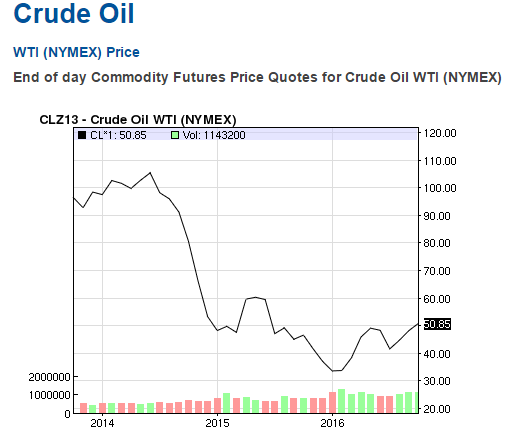 Crude Oil
WTI (NYMEX) Price
End of day Commodity Futures Price Quotes for Crude Oil WTI (NYMEX)
CLZ13 - Crude Oil WTI (NYMEX)
CL*1: 50.85 Vol: 1143200
120.00
110.00
100.00
90.00
80.00
70.00
60.00
50.85
40.00
2000000
30.00
1000000
0
20.00
2014 2015 2016